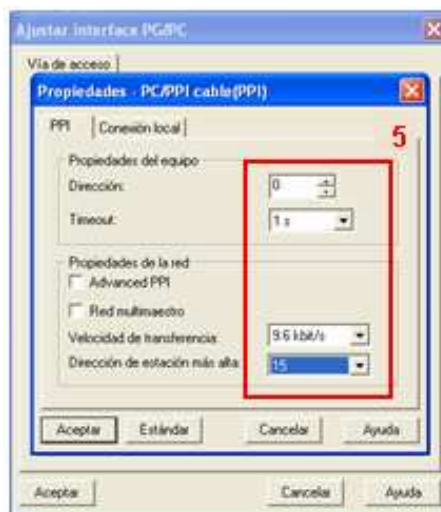 Ajustar interface PG/PC
Vía de acceso
Propiedades - PC/PPI cable(PPI)
PPI
Conexión local
5
Propiedades del equipo
Dirección:
0
Timeout:
1 s
Propiedades de la red
Advanced PPI
Red multimaestro
Velocidad de transferencia:
9.6 kbit/s
Dirección de estación más alta:
15
Aceptar
Estándar
Cancelar
Ayuda
Aceptar
Cancelar
Ayuda